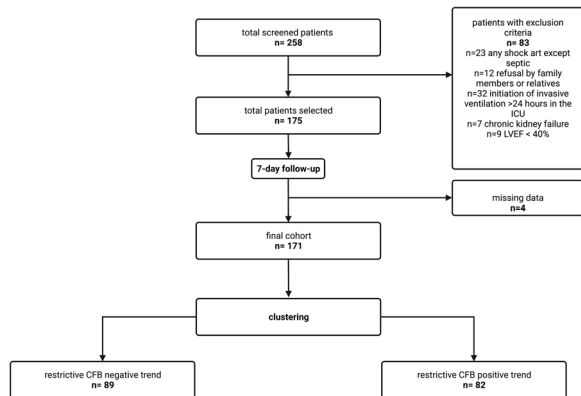 total screened patients
n= 258
patients with exclusion
criteria
n= 83
n=23 any shock art except
septic
n=12 refusal by family
members or relatives
n=32 initiation of invasive
ventilation >24 hours in the
ICU
n=7 chronic kidney failure
n=9 LVEF < 40%
total patients selected
n= 175
7-day follow-up
missing data
n=4
final cohort
n= 171
clustering
restrictive CFB negative trend
n= 89
restrictive CFB positive trend
n= 82